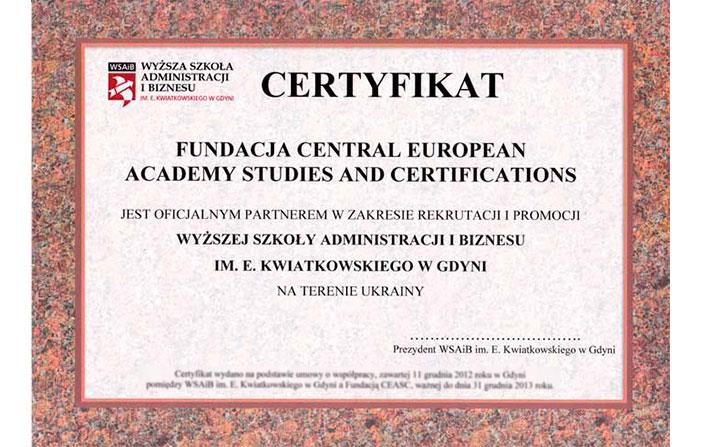 WSAiB
WYŻSZA SZKOŁA
ADMINISTRACJI
I BIZNESU
IM. E. KWIATKOWSKIEGO W GDYNI
CERTYFIKAT
FUNDACJA CENTRAL EUROPEAN
ACADEMY STUDIES AND CERTIFICATIONS
JEST OFICJALNYM PARTNEREM W ZAKRESIE REKRUTACJI I PROMOCJI
WYŻSZEJ SZKOŁY ADMINISTRACJI I BIZNESU
IM. E. KWIATKOWSKIEGO W GDYNI
NA TERENIE UKRAINY
....................................
Prezydent WSAiB im. E. Kwiatkowskiego w Gdyni
Certyfikat wydano na podstawie umowy o współpracy, zawartej 11 grudnia 2012 roku w Gdyni
pomiędzy WSAiB im. E. Kwiatkowskiego w Gdyni a Fundacją CEASC, ważnej do dnia 31 grudnia 2013 roku.